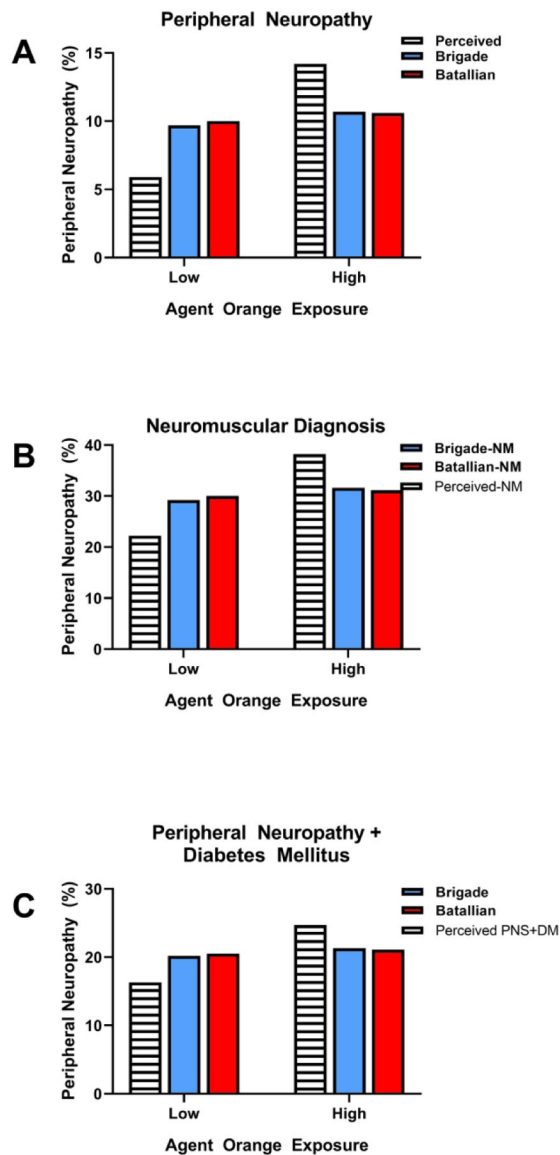 Peripheral Neuropathy
A
Perceived
Brigade
Batallian
Peripheral Neuropathy (%)
15
10
5
0
Low
High
Agent Orange Exposure
Neuromuscular Diagnosis
B
Brigade-NM
Batallian-NM
Perceived-NM
Peripheral Neuropathy (%)
40
30
20
10
0
Low
High
Agent Orange Exposure
Peripheral Neuropathy +
Diabetes Mellitus
C
Brigade
Batallian
Perceived PNS+DM
Peripheral Neuropathy (%)
30
20
10
0
Low
High
Agent Orange Exposure